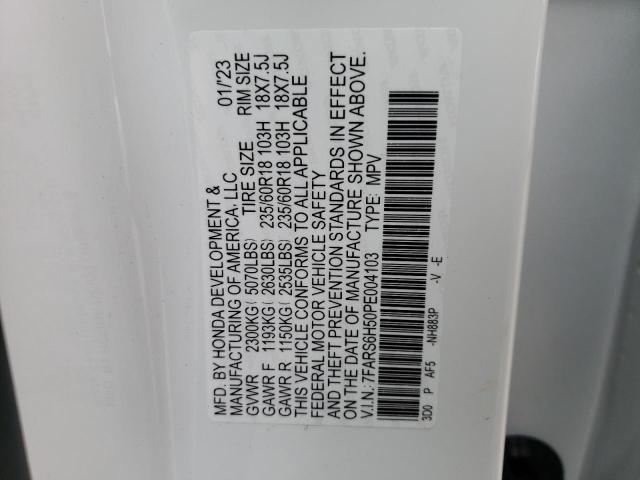 MFD. BY HONDA DEVELOPMENT &
MANUFACTURING OF AMERICA, LLC 01/'23
GVWR 2300KG( 5070LBS) TIRE SIZE RIM SIZE
GAWR F 1193KG( 2630LBS) 235/60R18 103H 18X7.5J
GAWR R 1150KG( 2535LBS) 235/60R18 103H 18X7.5J
THIS VEHICLE CONFORMS TO ALL APPLICABLE
FEDERAL MOTOR VEHICLE SAFETY
AND THEFT PREVENTION STANDARDS IN EFFECT
ON THE DATE OF MANUFACTURE SHOWN ABOVE.
V.I.N.: 7FARS6H50PE004103 TYPE: MPV
3D0 P AF5 -NH883P -V -E